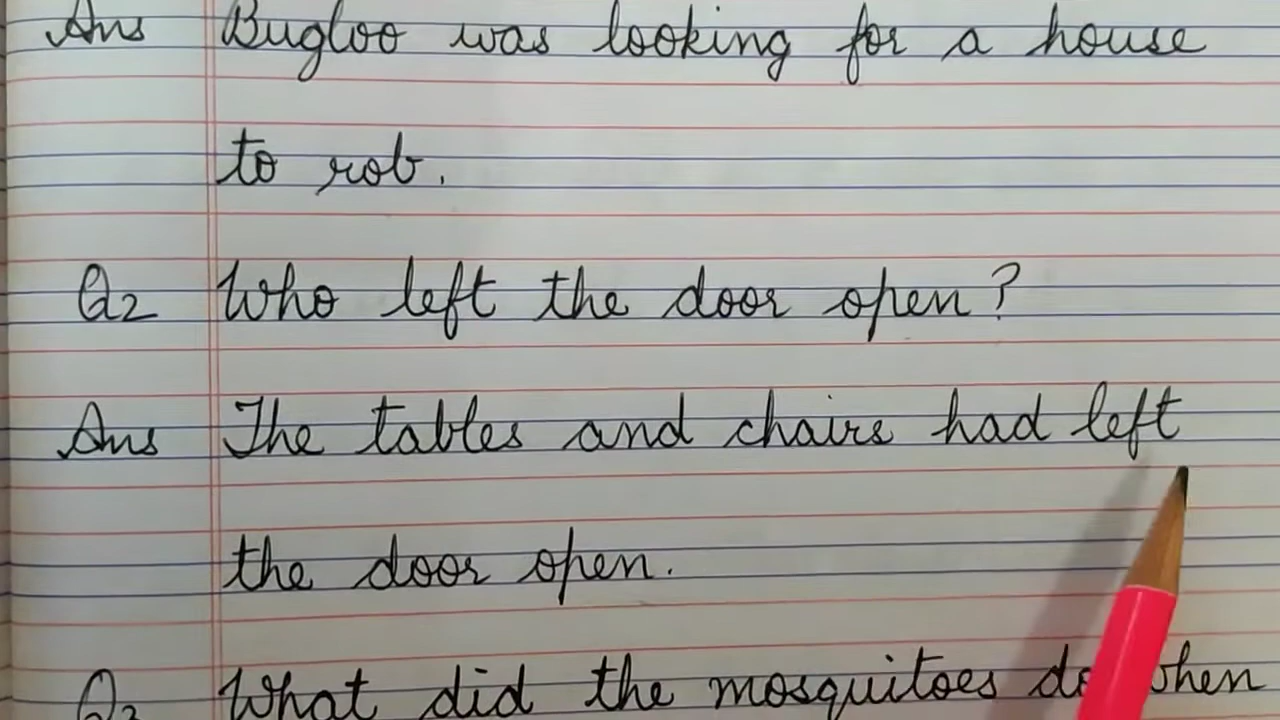 Ans Bugloo was looking for a house
to rob.
Q2 Who left the door open?
Ans The tables and chairs had left
the door open.
Q3 What did the mosquitoes do when